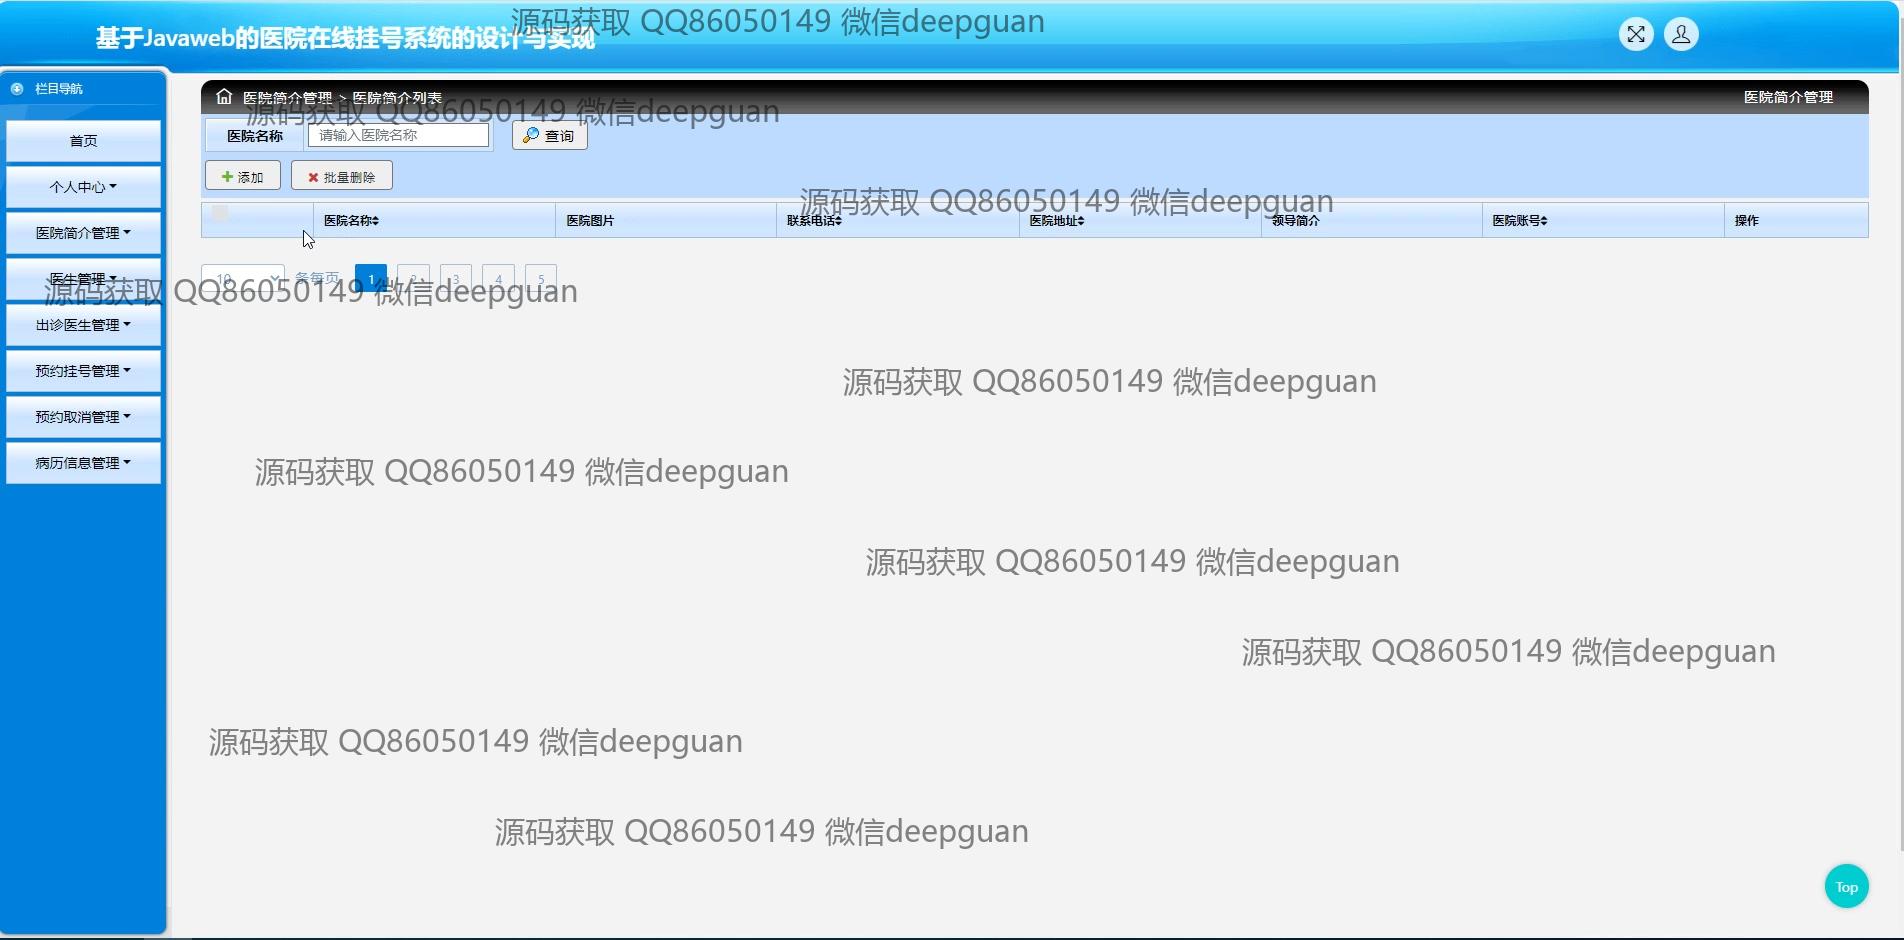 源码获取 QQ86050149 微信deepguan
基于Javaweb的医院在线挂号系统的设计与实现
栏目导航
医院简介管理 > 医院简介列表
医院简介管理
源码获取 QQ86050149 微信deepguan
医院名称 请输入医院名称 查询
首页
添加 批量删除
个人中心
源码获取 QQ86050149 微信deepguan
医院名称 医院图片 联系电话 医院地址 领导简介 医院账号 操作
医院简介管理
10 条每页 1 2 3 4 5
医生管理
源码获取 QQ86050149 微信deepguan
出诊医生管理
预约挂号管理
源码获取 QQ86050149 微信deepguan
预约取消管理
病历信息管理
源码获取 QQ86050149 微信deepguan
源码获取 QQ86050149 微信deepguan
源码获取 QQ86050149 微信deepguan
源码获取 QQ86050149 微信deepguan
源码获取 QQ86050149 微信deepguan
Top